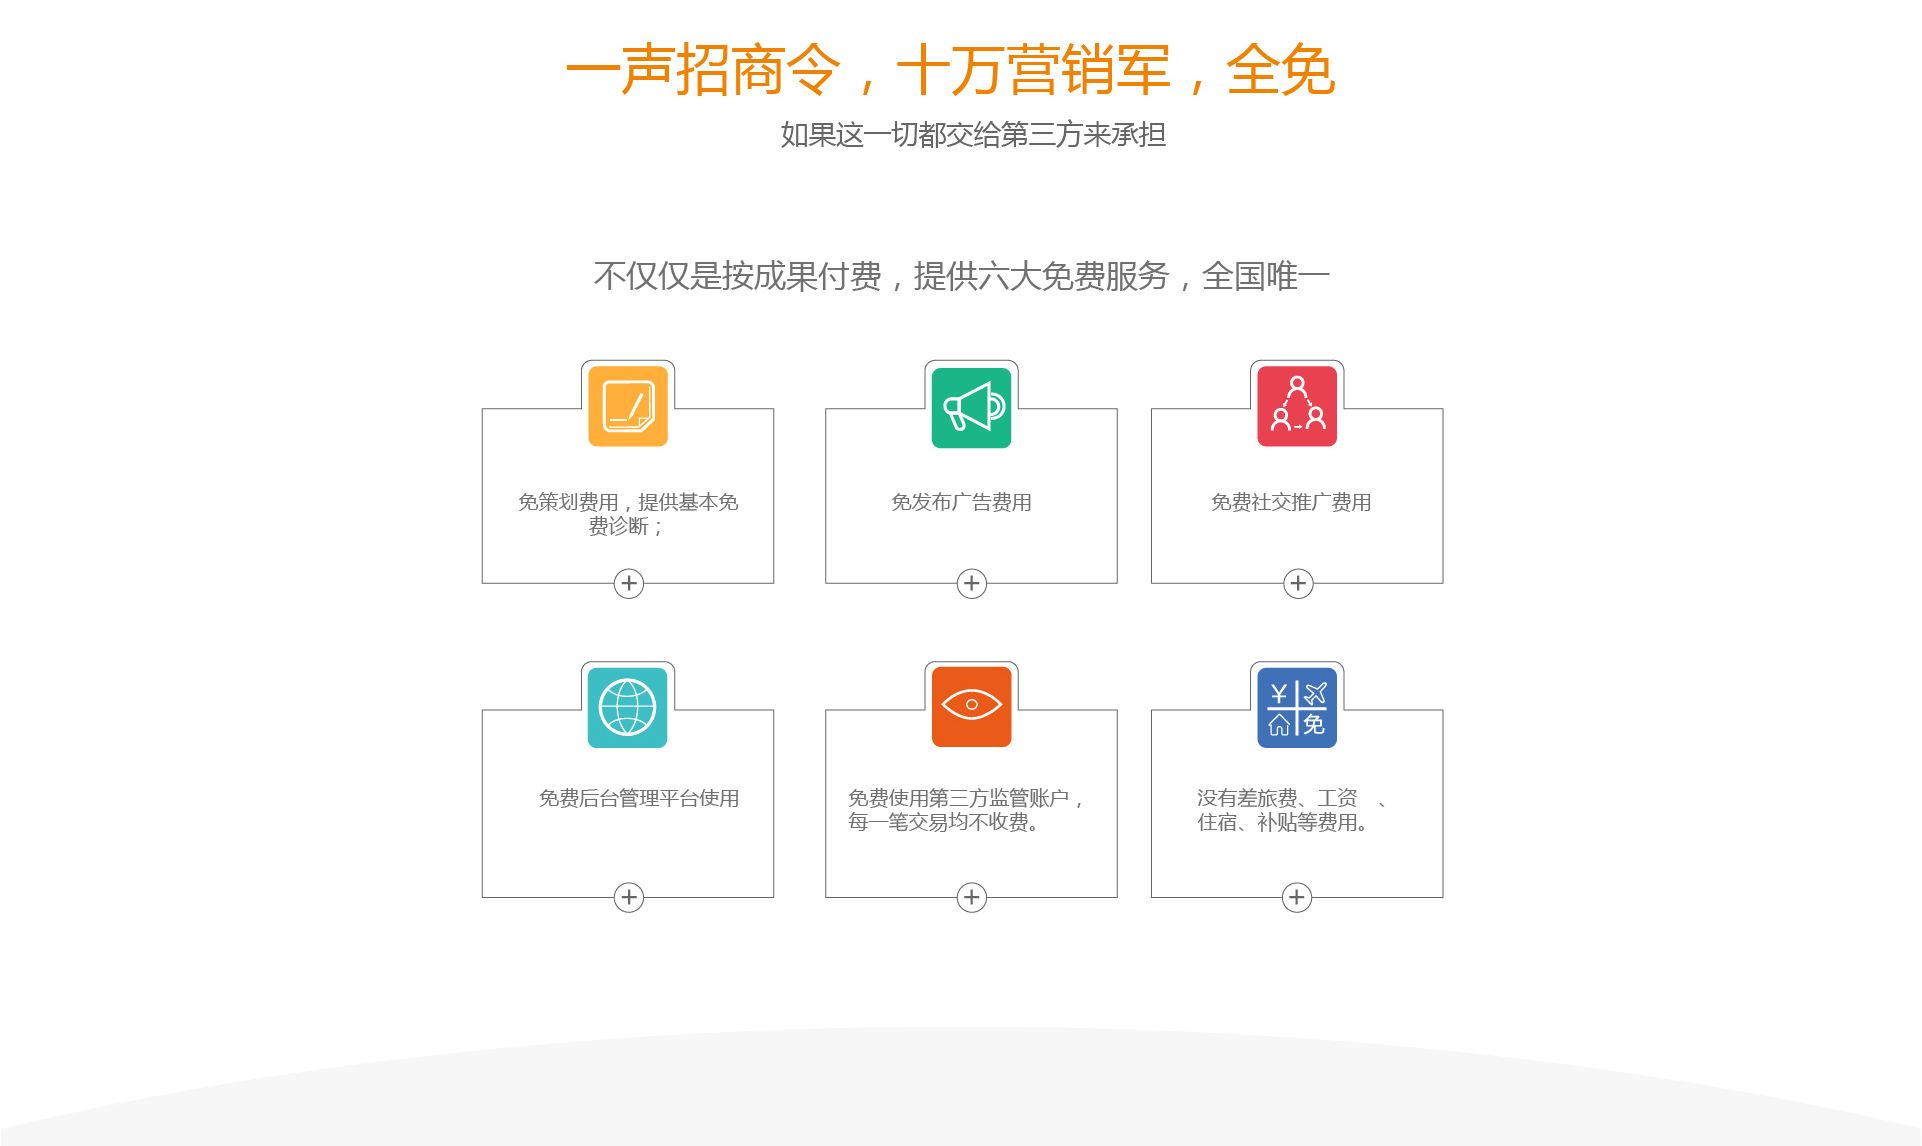 一声招商令，十万营销军，全免
如果这一切都交给第三方来承担
不仅仅是按成果付费，提供六大免费服务，全国唯一
免策划费用，提供基本免
费诊断；
免发布广告费用
免费社交推广费用
¥
免
免费后台管理平台使用
免费使用第三方监管账户，
每一笔交易均不收费。
没有差旅费、工资 、
住宿、补贴等费用。